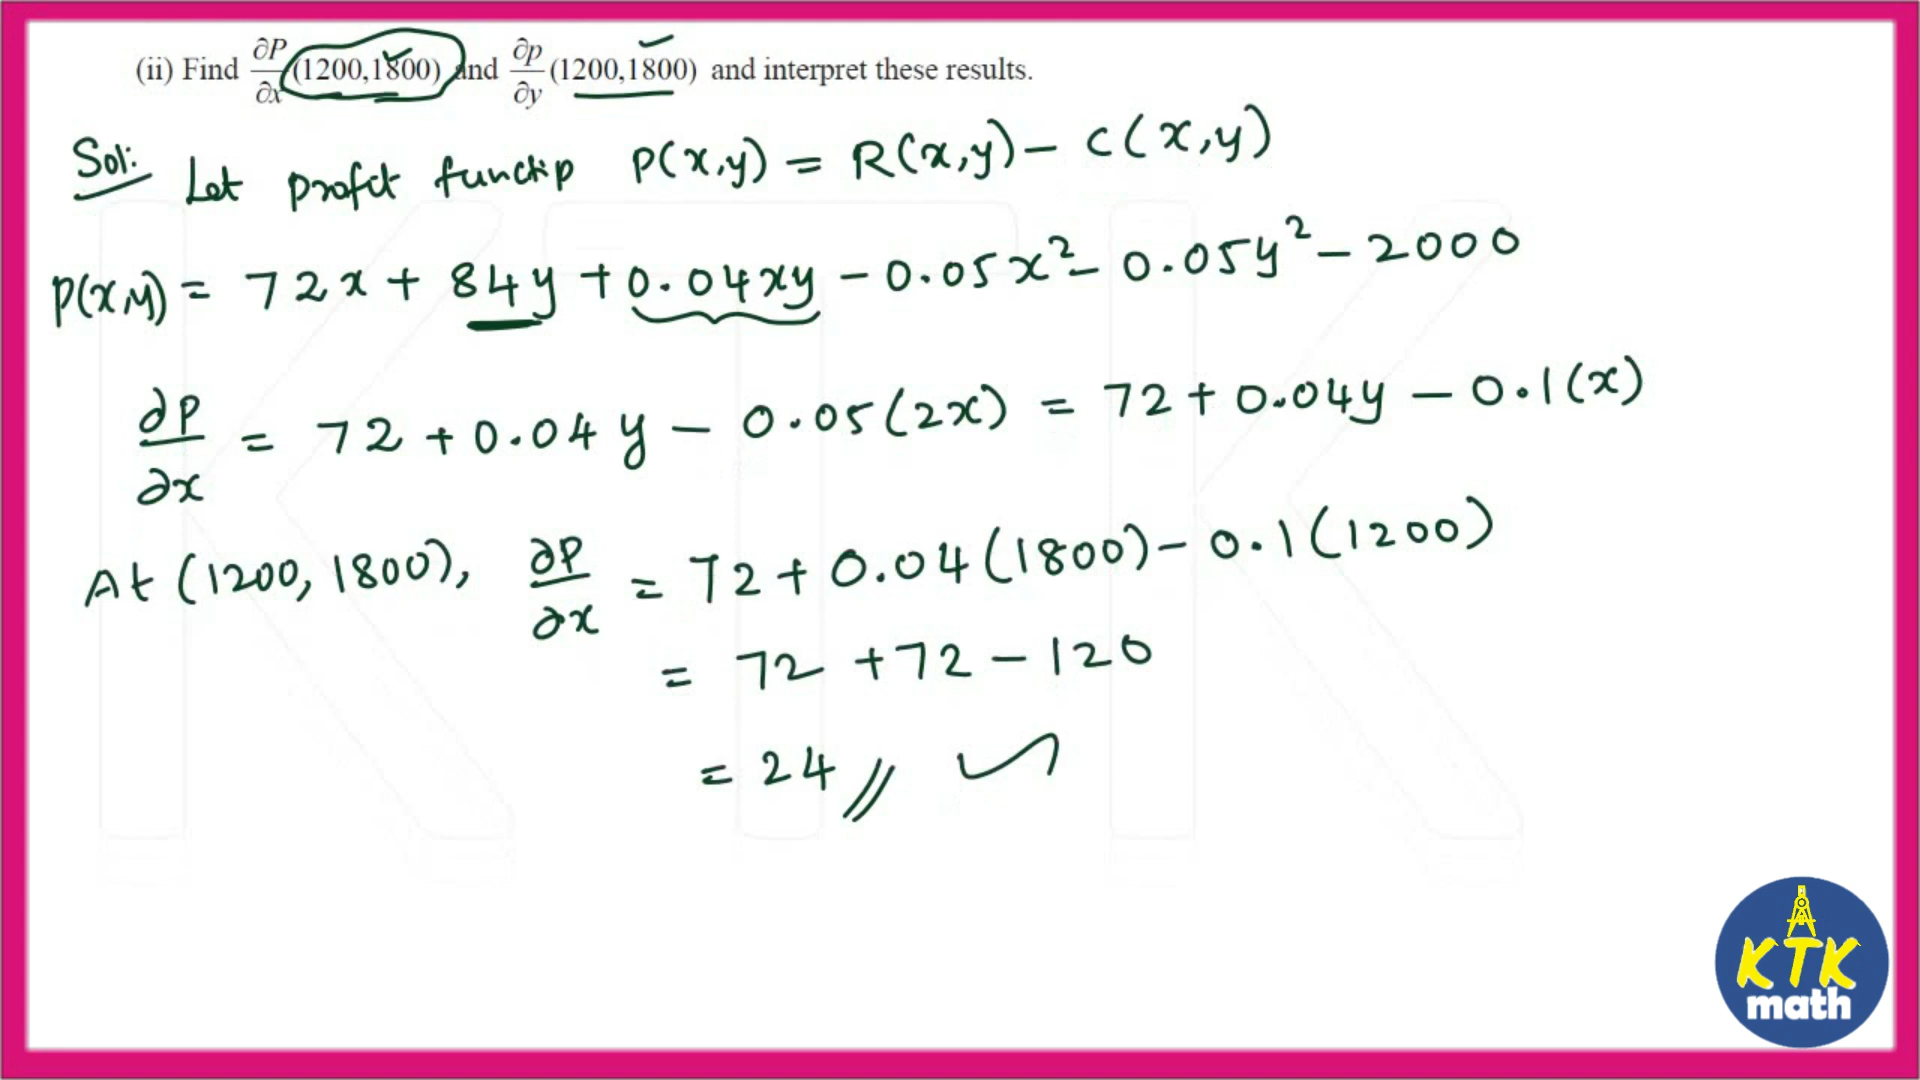 (ii) Find ∂P/∂x (1200,1800) and ∂p/∂y (1200,1800) and interpret these results.
Sol: Let profit functip P(x,y) = R(x,y) - C(x,y)
P(x,y) = 72x + 84y + 0.04xy - 0.05x² - 0.05y² - 2000
∂P/∂x = 72 + 0.04y - 0.05(2x) = 72 + 0.04y - 0.1(x)
At (1200, 1800), ∂P/∂x = 72 + 0.04(1800) - 0.1(1200)
= 72 + 72 - 120
= 24 //
KTK
math